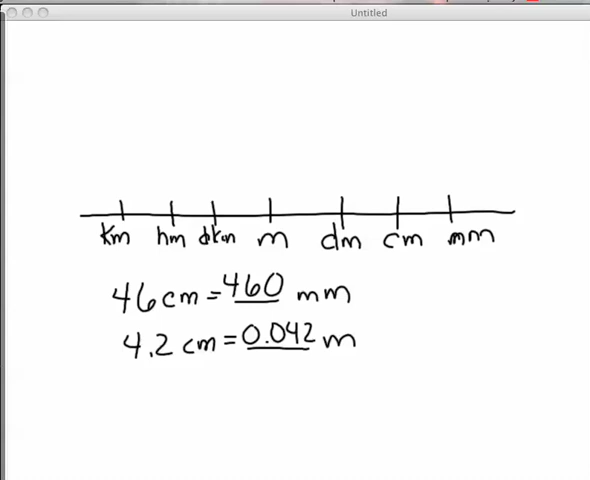 Untitled
km hm dkm m dm cm mm
46 cm = 460 mm
4.2 cm = 0.042 m